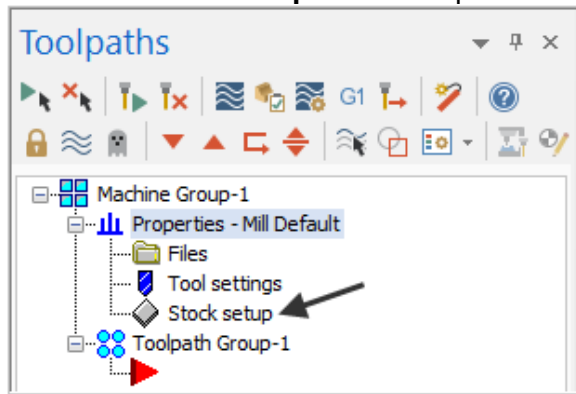 Toolpaths
G1
Machine Group-1
Properties - Mill Default
Files
Tool settings
Stock setup
Toolpath Group-1